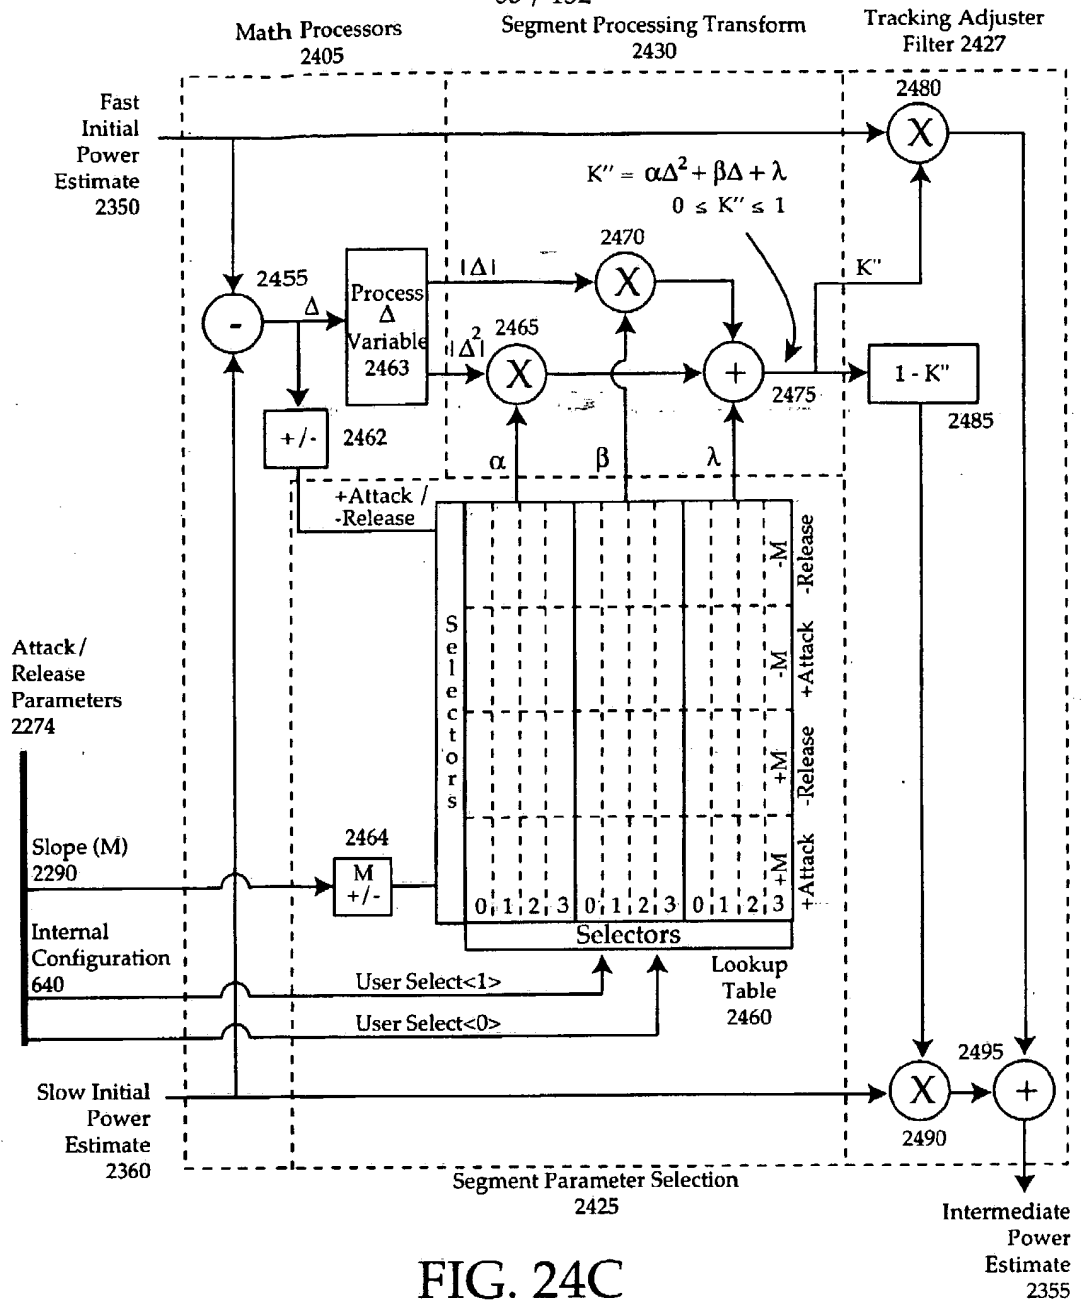 Math Processors
2405
Segment Processing Transform
2430
Tracking Adjuster
Filter 2427
Fast
Initial
Power
Estimate
2350
2480
X
K'' = αΔ² + βΔ + λ
0 ≤ K'' ≤ 1
2470
X
2455
-
Δ
Process
Δ
Variable
2463
|Δ|
|Δ²|
2465
X
+
2475
K''
1 - K''
2485
+/-
2462
α
β
λ
+Attack /
-Release
Selectors
-M
-Release
-M
+Attack
+M
-Release
+M
+Attack
0 1 2 3 0 1 2 3 0 1 2 3
Selectors
Lookup
Table
2460
Attack/
Release
Parameters
2274
Slope (M)
2290
2464
M
+/-
Internal
Configuration
640
User Select<1>
User Select<0>
Slow Initial
Power
Estimate
2360
X
2490
2495
+
Segment Parameter Selection
2425
Intermediate
Power
Estimate
2355
FIG. 24C